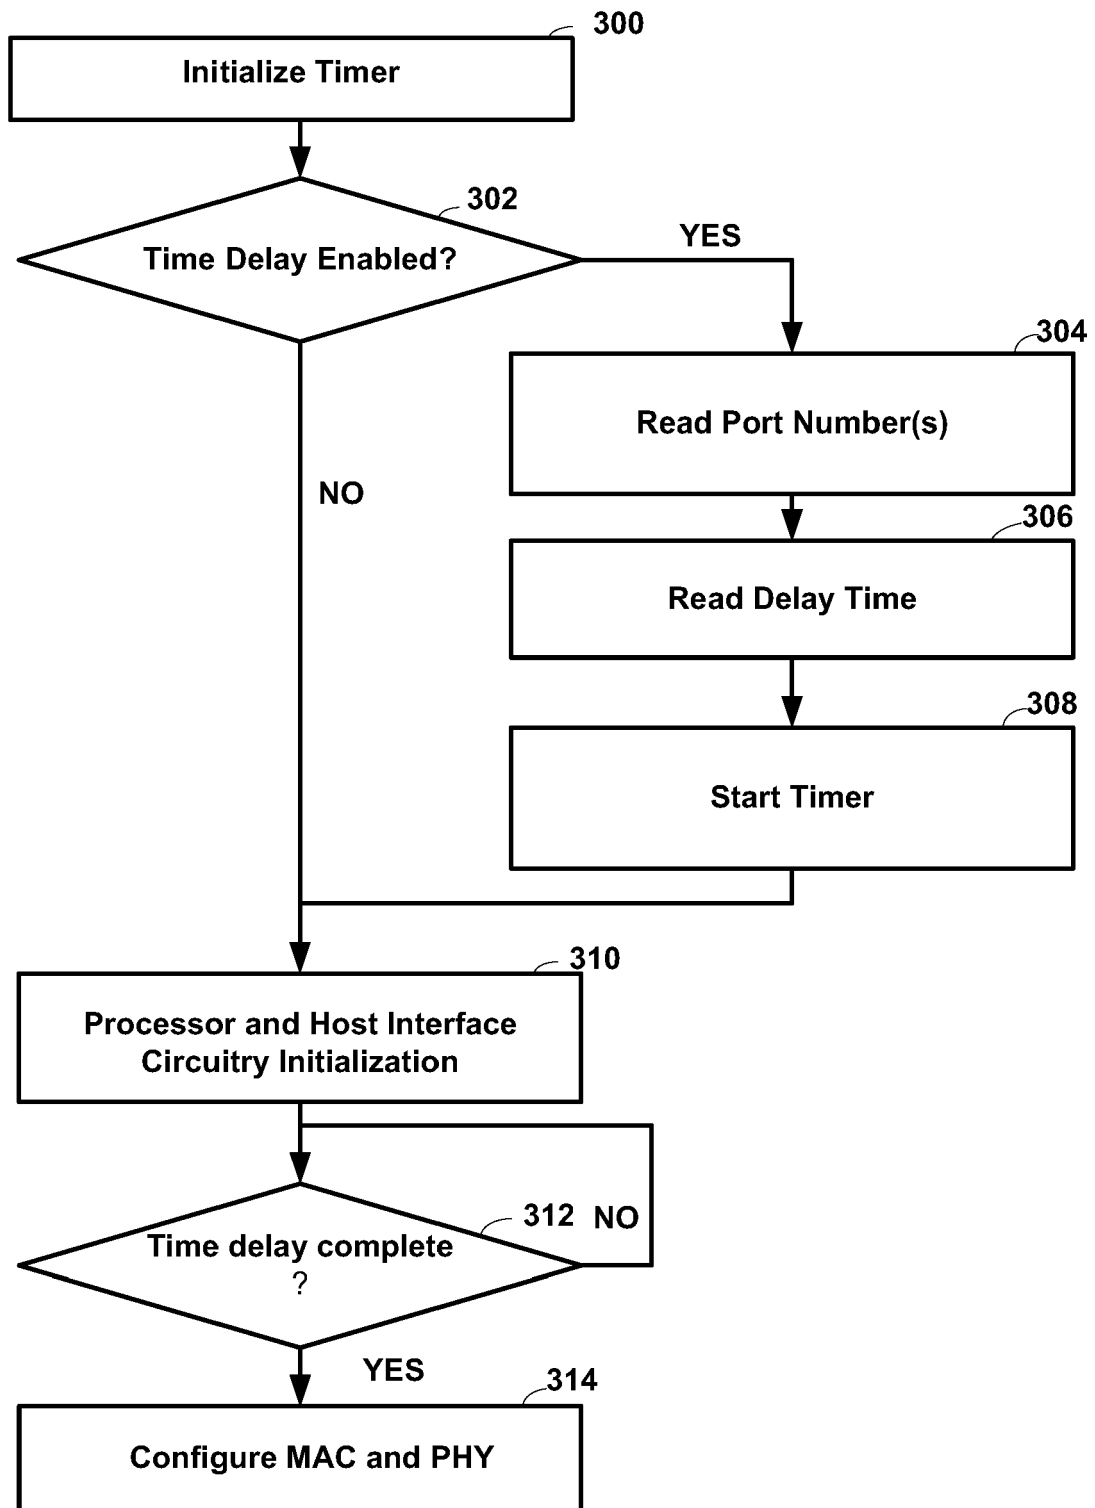 300
Initialize Timer
302
Time Delay Enabled?
YES
304
Read Port Number(s)
NO
306
Read Delay Time
308
Start Timer
310
Processor and Host Interface
Circuitry Initialization
312 NO
Time delay complete
?
YES
314
Configure MAC and PHY